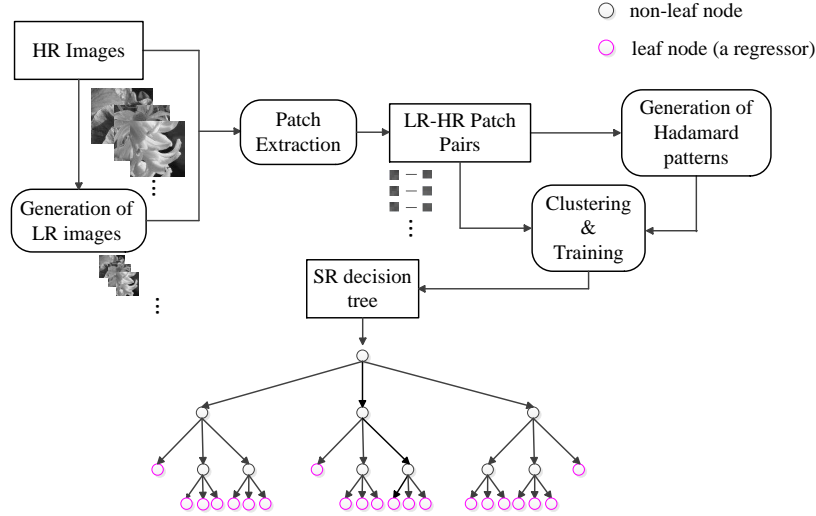 non-leaf node
leaf node (a regressor)
HR Images
Patch
Extraction
LR-HR Patch
Pairs
Generation of
Hadamard
patterns
Generation of
LR images
Clustering
&
Training
SR decision
tree